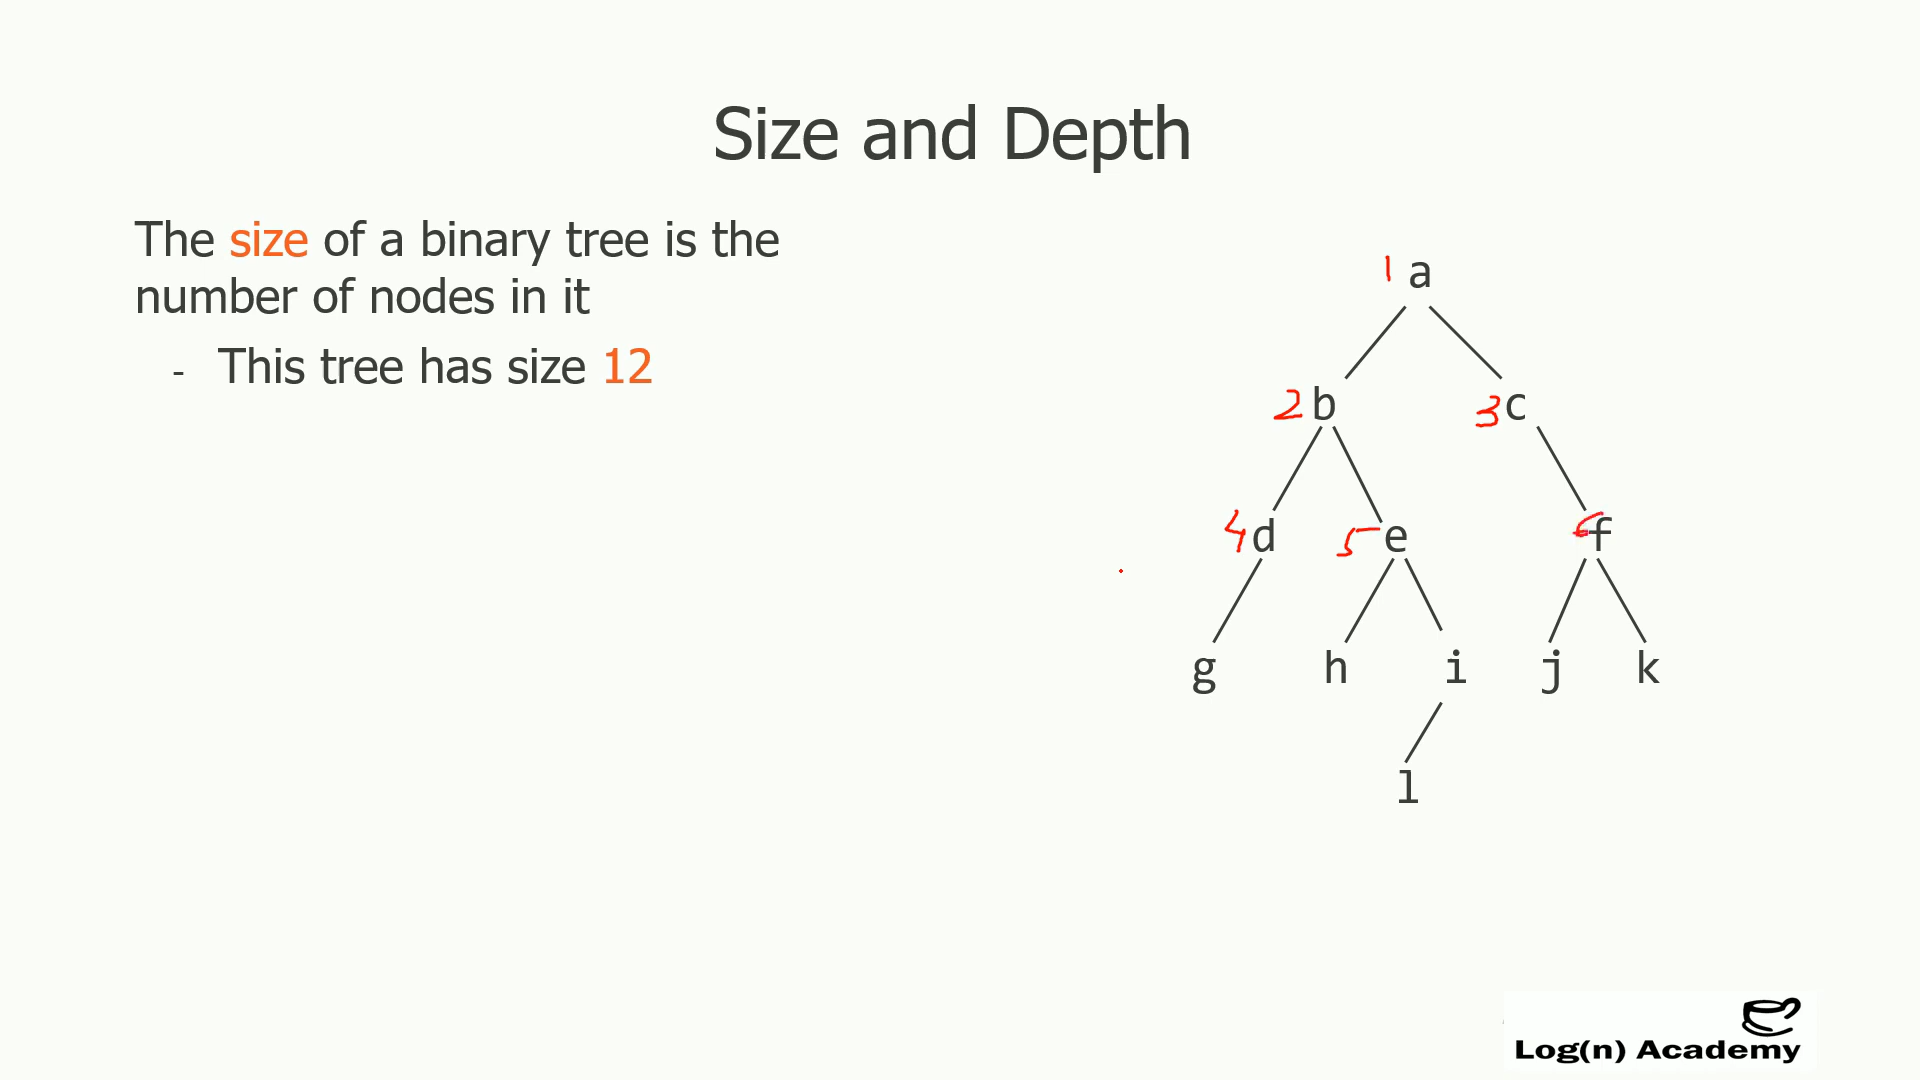 Size and Depth
The size of a binary tree is the
number of nodes in it
- This tree has size 12
1 a
2 b 3 c
4 d 5 e f
g h i j k
l
Log(n) Academy